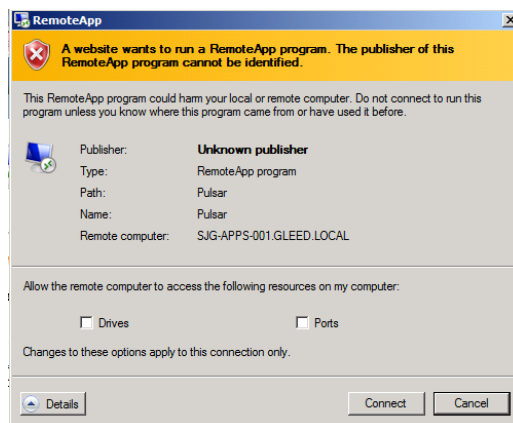 RemoteApp
A website wants to run a RemoteApp program. The publisher of this
RemoteApp program cannot be identified.
This RemoteApp program could harm your local or remote computer. Do not connect to run this
program unless you know where this program came from or have used it before.
Publisher: Unknown publisher
Type: RemoteApp program
Path: Pulsar
Name: Pulsar
Remote computer: SJG-APPS-001.GLEED.LOCAL
Allow the remote computer to access the following resources on my computer:
Drives Ports
Changes to these options apply to this connection only.
Details Connect Cancel